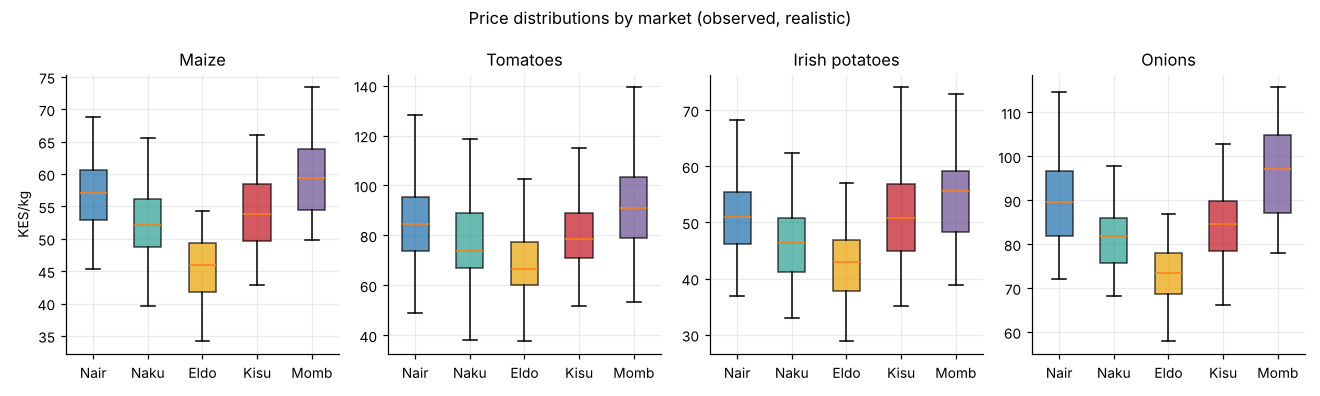 Price distributions by market (observed, realistic)
Maize
KES/kg
75
70
65
60
55
50
45
40
35
Nair Naku Eldo Kisu Momb
Tomatoes
140
120
100
80
60
40
Nair Naku Eldo Kisu Momb
Irish potatoes
70
60
50
40
30
Nair Naku Eldo Kisu Momb
Onions
110
100
90
80
70
60
Nair Naku Eldo Kisu Momb